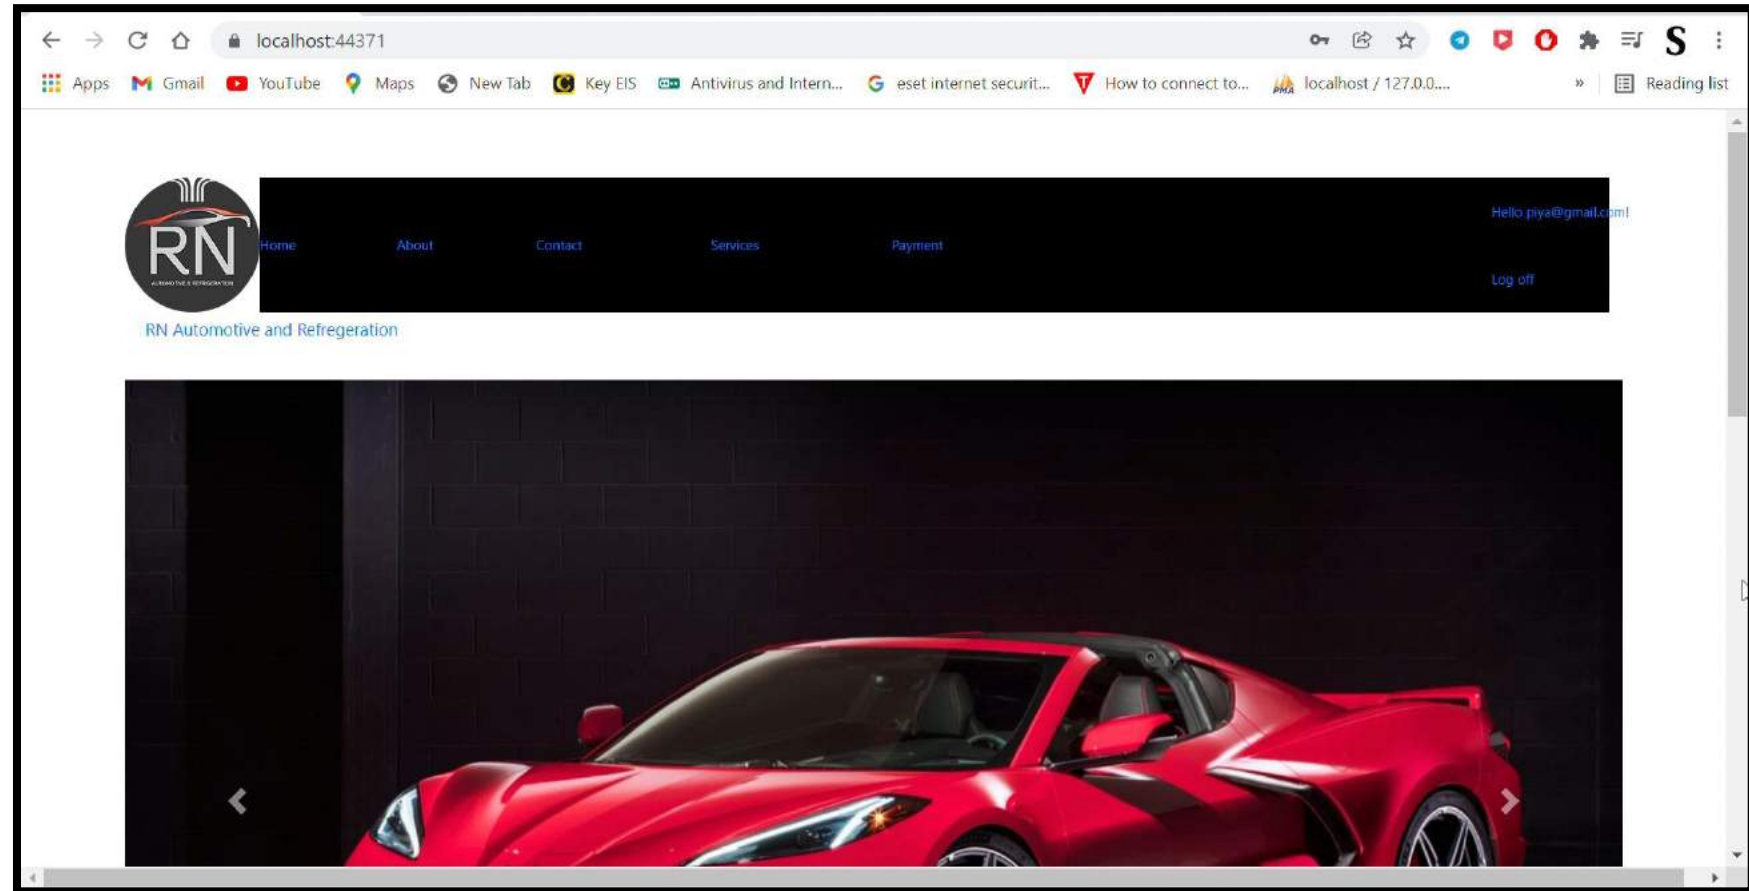 localhost:44371
S
Apps Gmail YouTube Maps New Tab Key EIS Antivirus and Intern... eset internet securit... How to connect to... localhost / 127.0.0.... » Reading list
Hello piya@gmail.com!
RN
AUTOMOTIVE & REFRIGERATION
Home About Contact Services Payment
Log off
RN Automotive and Refregeration